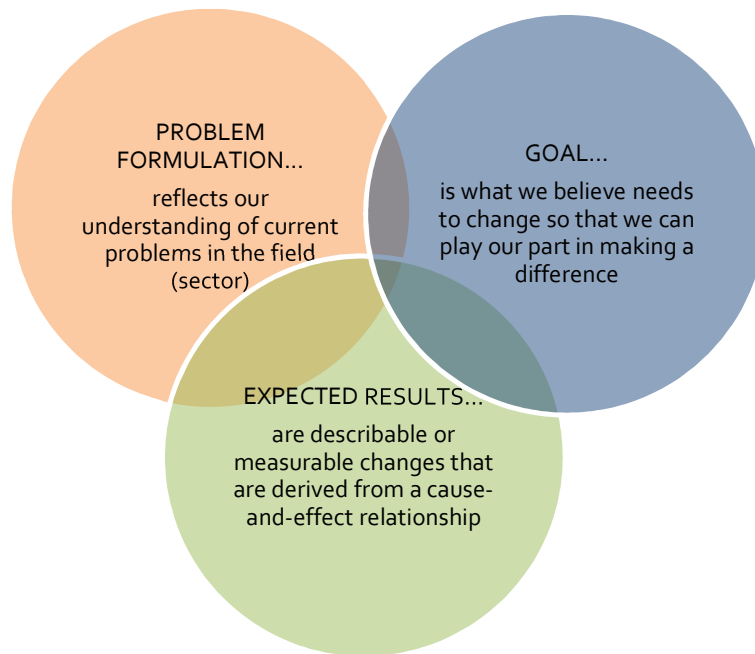 PROBLEM
FORMULATION...
reflects our
understanding of current
problems in the field
(sector)
GOAL...
is what we believe needs
to change so that we can
play our part in making a
difference
EXPECTED RESULTS...
are describable or
measurable changes that
are derived from a cause-
and-effect relationship